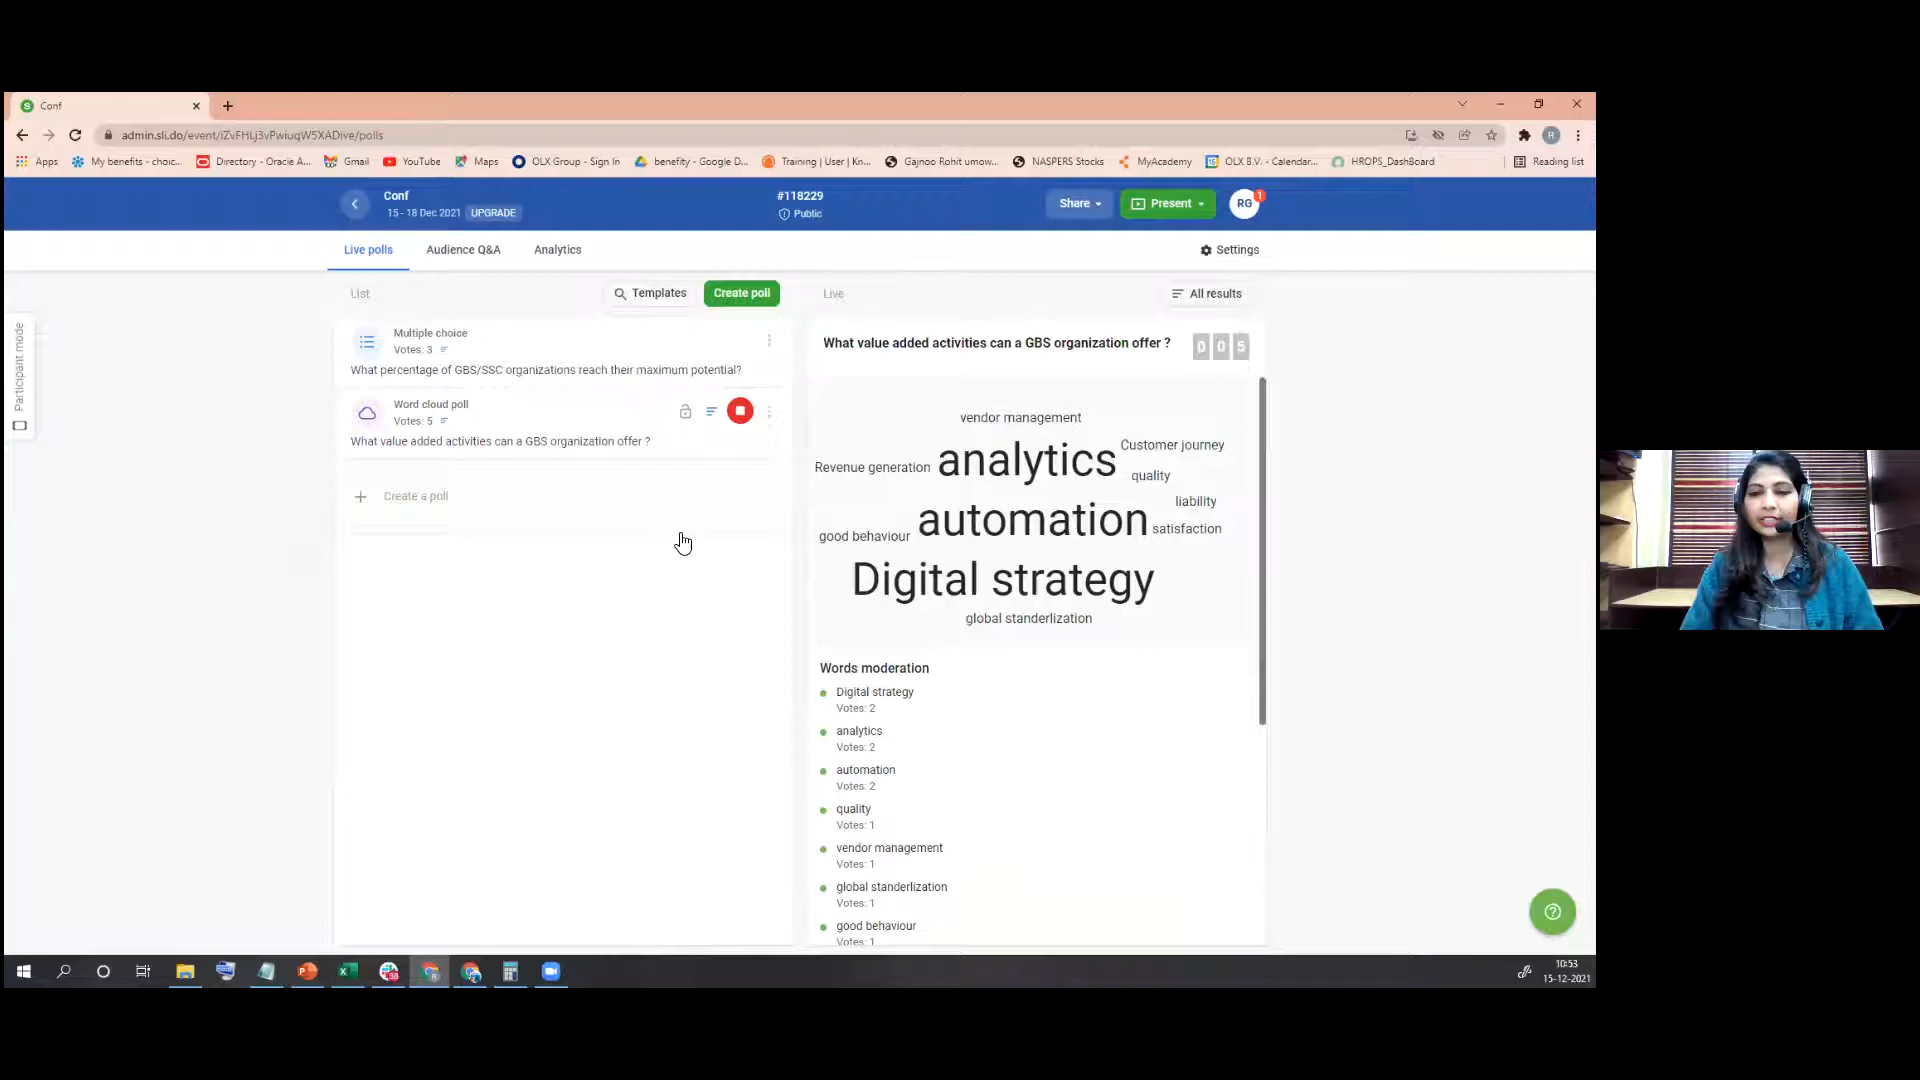 Conf
admin.sli.do/event/iZvFHLj3vPwiuqW5XADive/polls
Apps
My benefits - choic...
Directory - Oracle A...
Gmail
YouTube
Maps
OLX Group - Sign In
benefity - Google D...
Training | User | Kn...
Gajnoo Rohit umow...
NASPERS Stocks
MyAcademy
OLX B.V. - Calendar...
HROPS_DashBoard
Reading list
Conf
15 - 18 Dec 2021 UPGRADE
#118229
Public
Share
Present
RG
1
Live polls
Audience Q&A
Analytics
Settings
Participant mode
List
Templates
Create poll
Multiple choice
Votes: 3
What percentage of GBS/SSC organizations reach their maximum potential?
Word cloud poll
Votes: 5
What value added activities can a GBS organization offer ?
Create a poll
Live
All results
What value added activities can a GBS organization offer ?
0 0 5
vendor management
Customer journey
analytics
Revenue generation
quality
liability
automation
satisfaction
good behaviour
Digital strategy
global standerlization
Words moderation
Digital strategy
Votes: 2
analytics
Votes: 2
automation
Votes: 2
quality
Votes: 1
vendor management
Votes: 1
global standerlization
Votes: 1
good behaviour
Votes: 1
10:53
15-12-2021